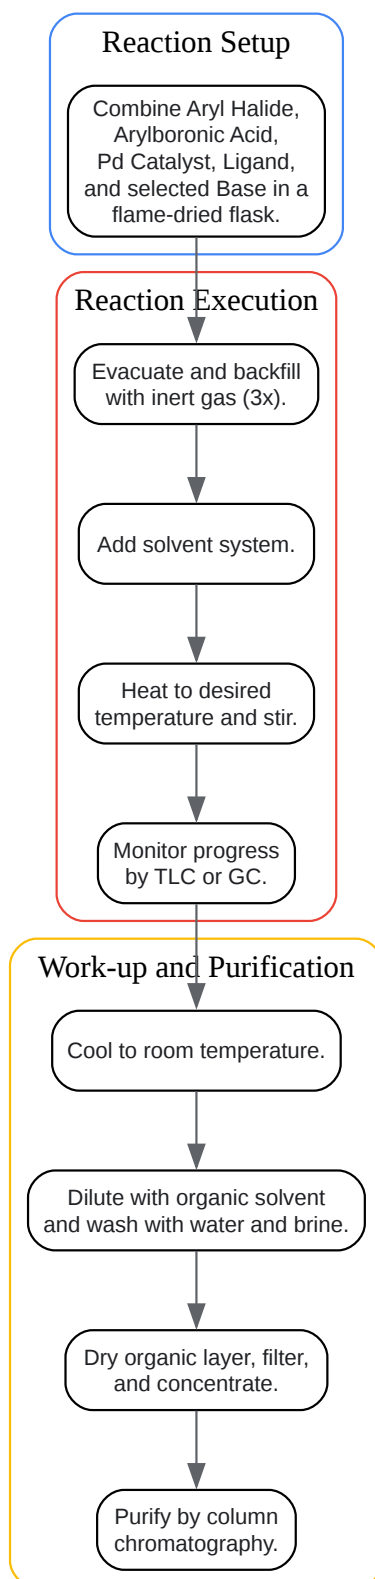 Reaction Setup
Combine Aryl Halide,
Arylboronic Acid,
Pd Catalyst, Ligand,
and selected Base in a
flame-dried flask.
Reaction Execution
Evacuate and backfill
with inert gas (3x).
Add solvent system.
Heat to desired
temperature and stir.
Monitor progress
by TLC or GC.
Work-up and Purification
Cool to room temperature.
Dilute with organic solvent
and wash with water and brine.
Dry organic layer, filter,
and concentrate.
Purify by column
chromatography.